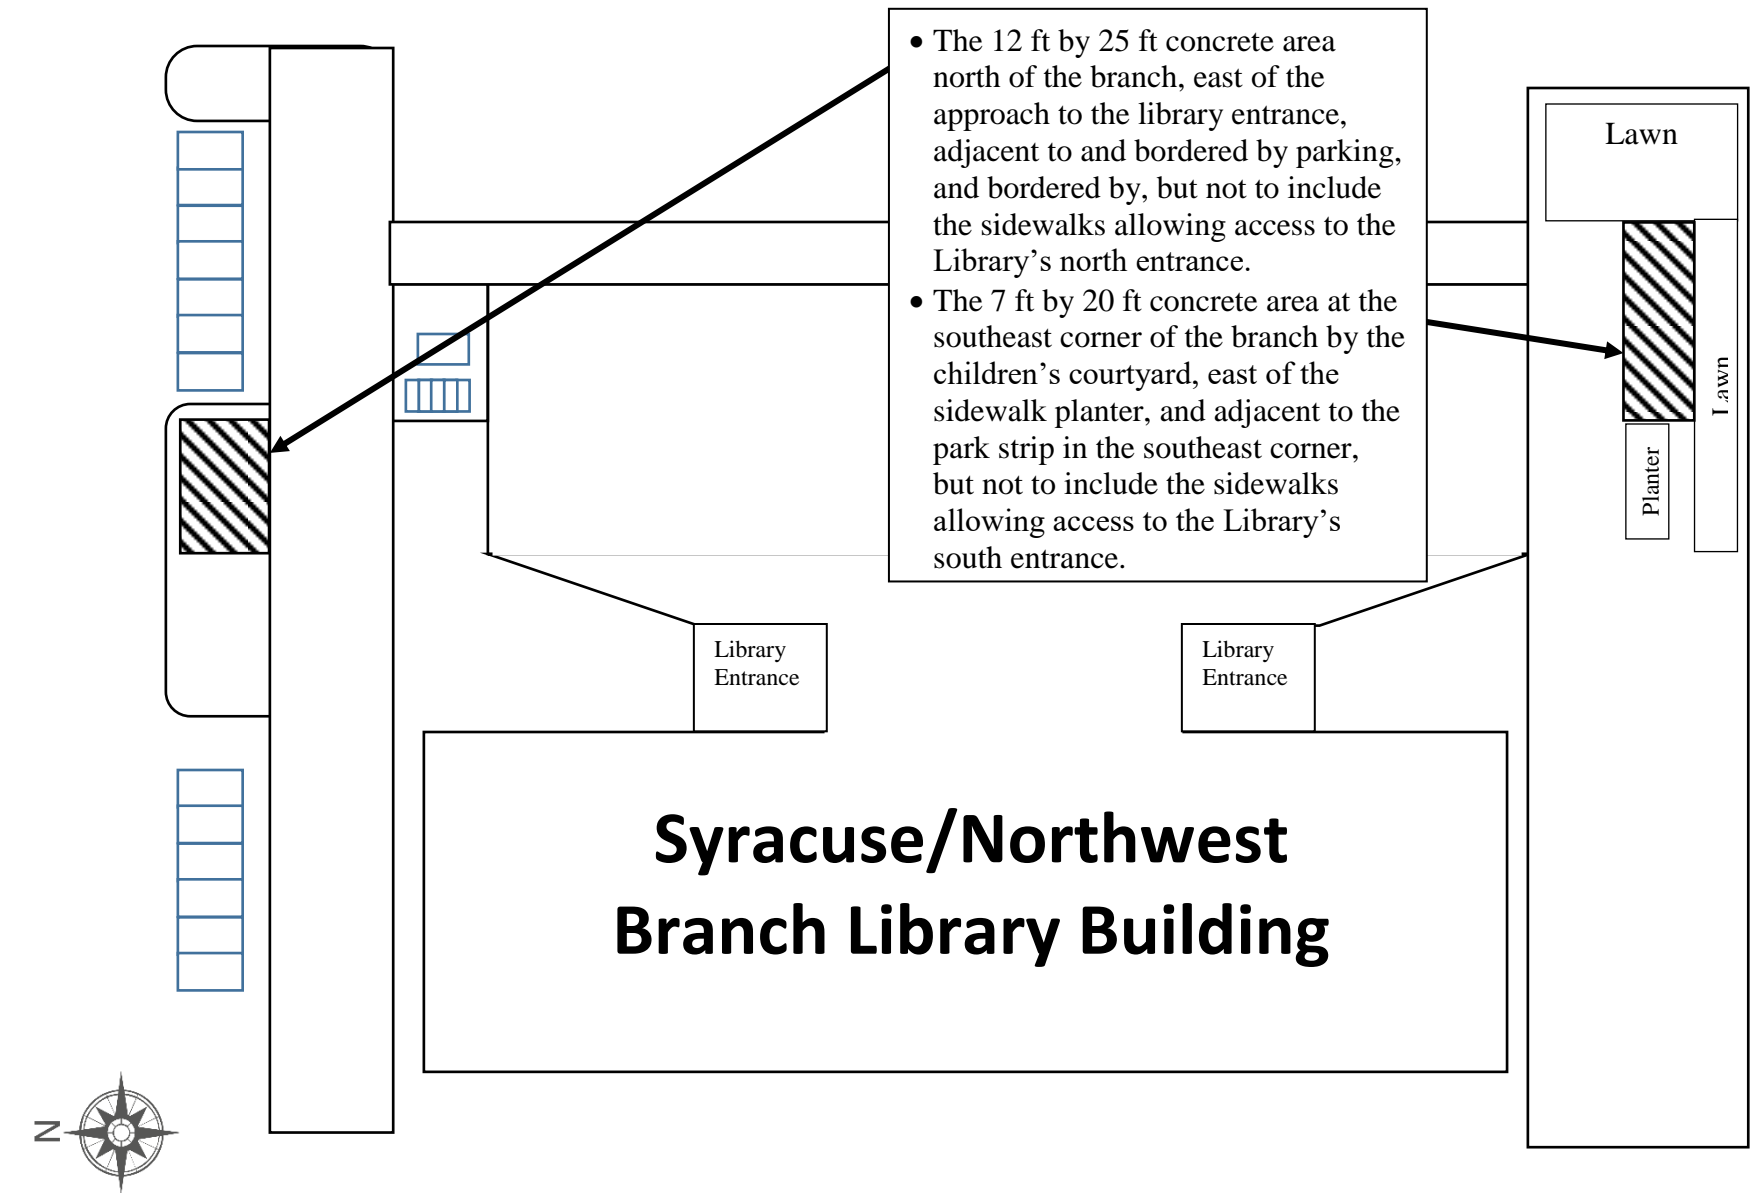 • The 12 ft by 25 ft concrete area
north of the branch, east of the
approach to the library entrance,
adjacent to and bordered by parking,
and bordered by, but not to include
the sidewalks allowing access to the
Library’s north entrance.
• The 7 ft by 20 ft concrete area at the
southeast corner of the branch by the
children’s courtyard, east of the
sidewalk planter, and adjacent to the
park strip in the southeast corner,
but not to include the sidewalks
allowing access to the Library’s
south entrance.
Lawn
Lawn
Planter
Library
Entrance
Library
Entrance
Syracuse/Northwest
Branch Library Building
N